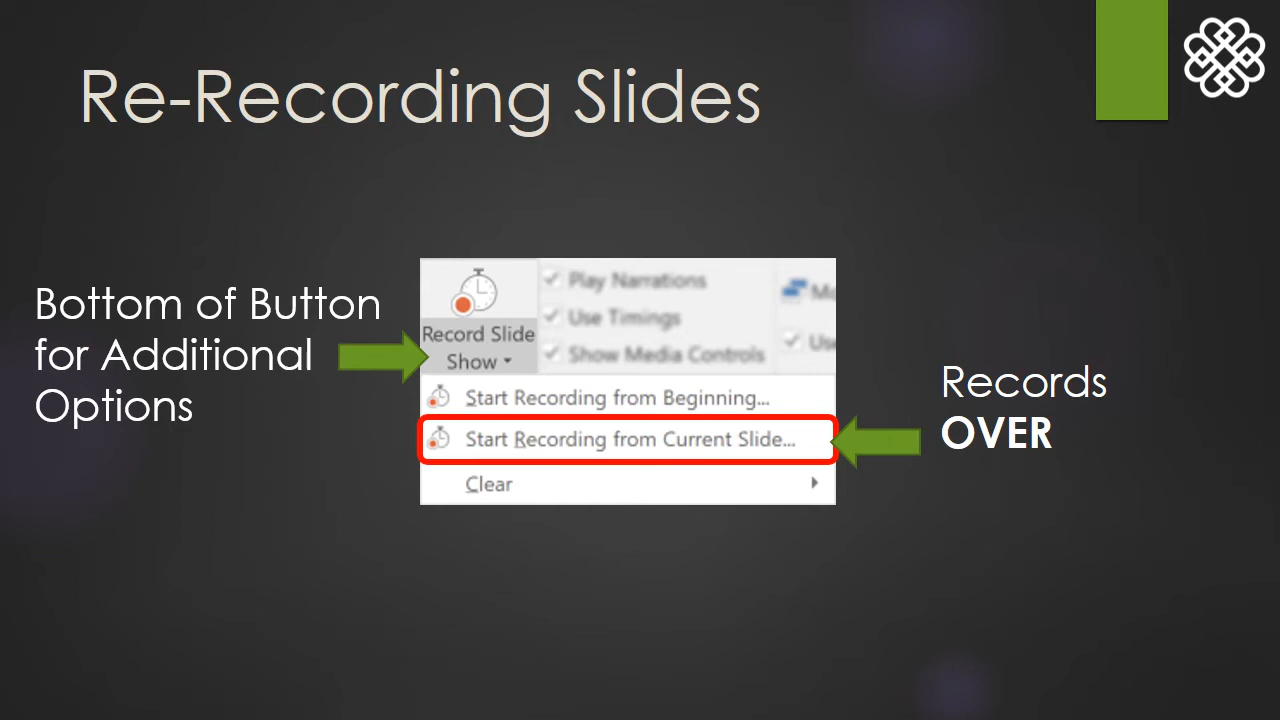 Re-Recording Slides
Bottom of Button
for Additional
Options
Record Slide
Show
Play Narrations
Use Timings
Show Media Controls
Start Recording from Beginning...
Start Recording from Current Slide...
Clear
Records
OVER